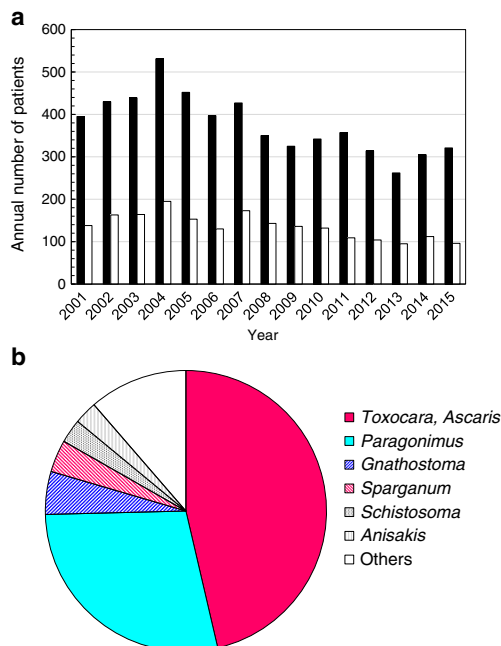 a
Annual number of patients
600
500
400
300
200
100
0
2001 2002 2003 2004 2005 2006 2007 2008 2009 2010 2011 2012 2013 2014 2015
Year
b
Toxocara, Ascaris
Paragonimus
Gnathostoma
Sparganum
Schistosoma
Anisakis
Others